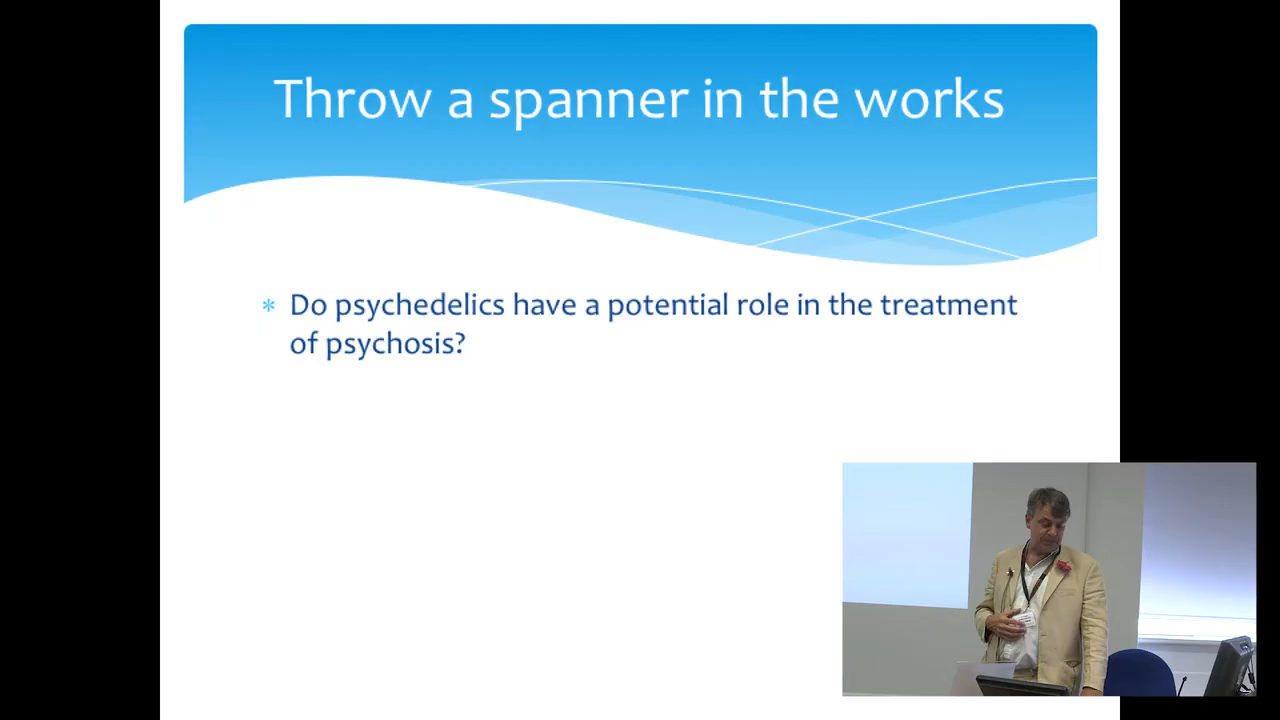 Throw a spanner in the works
* Do psychedelics have a potential role in the treatment
of psychosis?